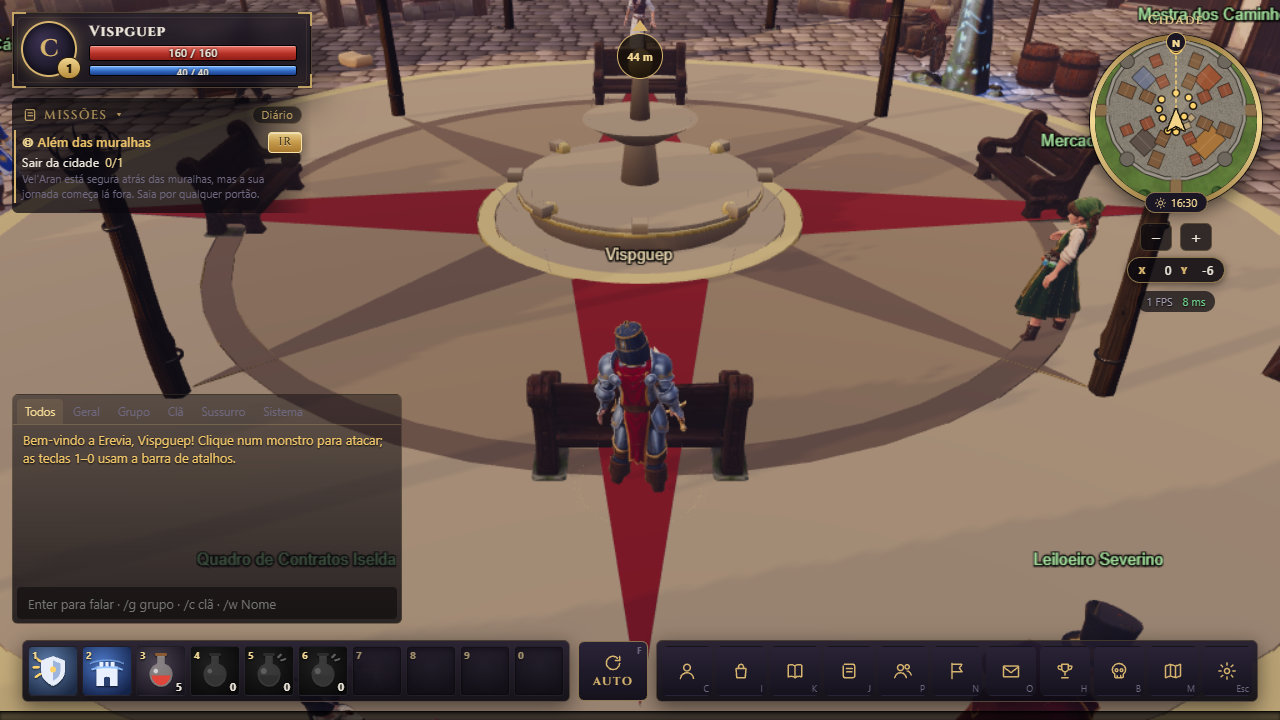 Vispguep
C
1
160 / 160
40 / 40
MISSÕES
Diário
Além das muralhas
IR
Sair da cidade 0/1
Vel'Aran está segura atrás das muralhas, mas a sua
jornada começa lá fora. Saia por qualquer portão.
44 m
Mestra dos Caminh
CIDADE
N
Mercad
16:30
−
+
X 0 Y -6
1 FPS 8 ms
Vispguep
Todos Geral Grupo Clã Sussurro Sistema
Bem-vindo a Erevia, Vispguep! Clique num monstro para atacar;
as teclas 1–0 usam a barra de atalhos.
Quadro de Contratos Iselda
Leiloeiro Severino
Enter para falar · /g grupo · /c clã · /w Nome
1 2 3 4 5 6 7 8 9 0
5 0 0 0
F
AUTO
C I K J P N O H B M Esc